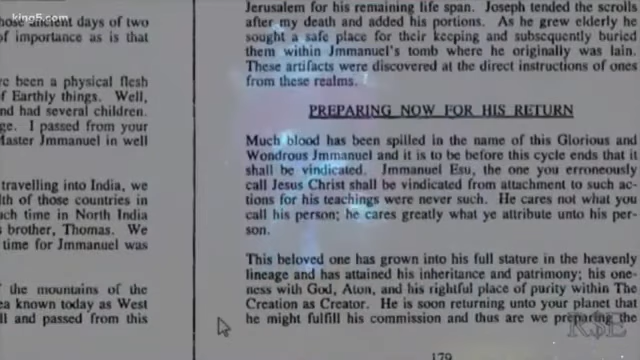 king5.com
hose ancient days of two
of importance as is that
re been a physical flesh
f Earthly things. Well,
nd had several children.
ge. I passed from your
Master Jmmanuel in well
travelling into India, we
lth of those countries in
uch time in North India
s brother, Thomas. We
time for Jmmanuel was
f the mountains of the
ea known today as West
ll and passed from this
Jerusalem for his remaining life span. Joseph tended the scrolls
after my death and added his portions. As he grew elderly he
sought a safe place for their keeping and subsequently buried
them within Jmmanuel's tomb where he originally was lain.
These artifacts were discovered at the direct instructions of ones
from these realms.
PREPARING NOW FOR HIS RETURN
Much blood has been spilled in the name of this Glorious and
Wondrous Jmmanuel and it is to be before this cycle ends that it
shall be vindicated. Jmmanuel Esu, the one you erroneously
call Jesus Christ shall be vindicated from attachment to such ac-
tions for his teachings were never such. He cares not what you
call his person; he cares greatly what ye attribute unto his per-
son.
This beloved one has grown into his full stature in the heavenly
lineage and has attained his inheritance and patrimony; his one-
ness with God, Aton, and his rightful place of purity within The
Creation as Creator. He is soon returning unto your planet that
he might fulfill his commission and thus are we preparing the
179
R$E